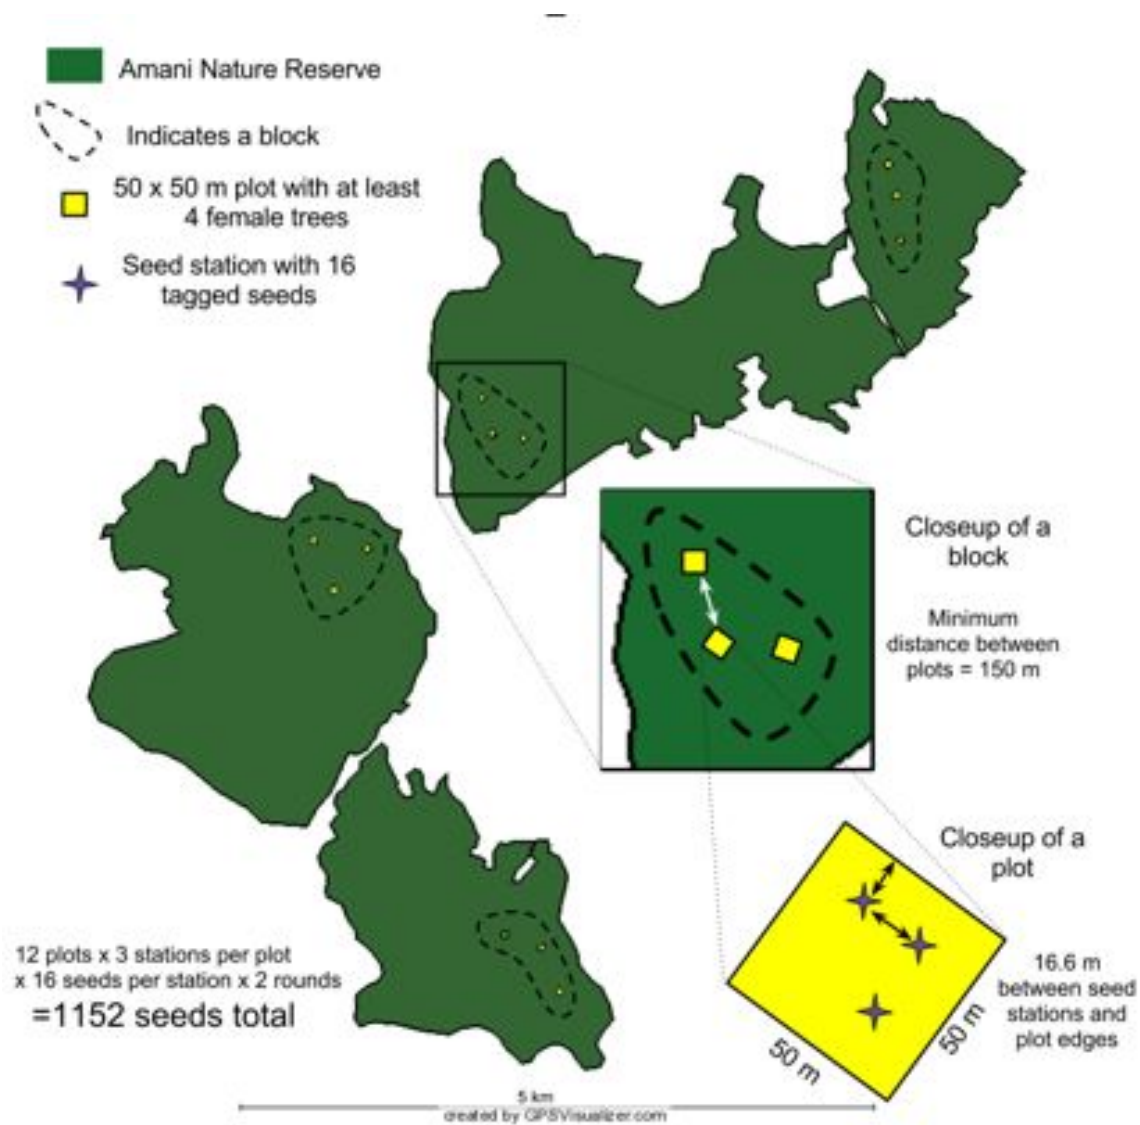 Amani Nature Reserve
Indicates a block
50 x 50 m plot with at least
4 female trees
Seed station with 16
tagged seeds
Closeup of a
block
Minimum
distance between
plots = 150 m
Closeup of a
plot
16.6 m
between seed
stations and
plot edges
50 m
50 m
12 plots x 3 stations per plot
x 16 seeds per station x 2 rounds
=1152 seeds total
5 km
created by GPSVisualizer.com